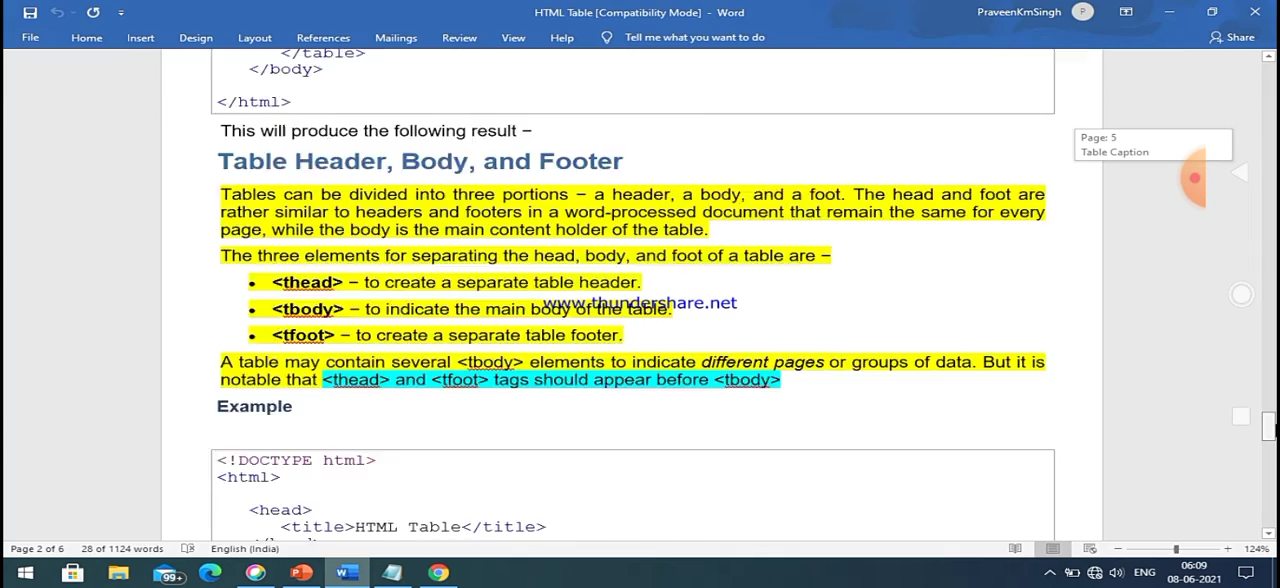 HTML Table [Compatibility Mode] - Word
PraveenKmSingh
P
File Home Insert Design Layout References Mailings Review View Help Tell me what you want to do Share
</table>
</body>
</html>
This will produce the following result −
Page: 5
Table Caption
Table Header, Body, and Footer
Tables can be divided into three portions − a header, a body, and a foot. The head and foot are
rather similar to headers and footers in a word-processed document that remain the same for every
page, while the body is the main content holder of the table.
The three elements for separating the head, body, and foot of a table are −
• <thead> − to create a separate table header.
www.thundershare.net
• <tbody> − to indicate the main body of the table.
• <tfoot> − to create a separate table footer.
A table may contain several <tbody> elements to indicate different pages or groups of data. But it is
notable that <thead> and <tfoot> tags should appear before <tbody>
Example
<!DOCTYPE html>
<html>
<head>
<title>HTML Table</title>
Page 2 of 6 28 of 1124 words English (India) 124%
99+
ENG
06:09
08-06-2021